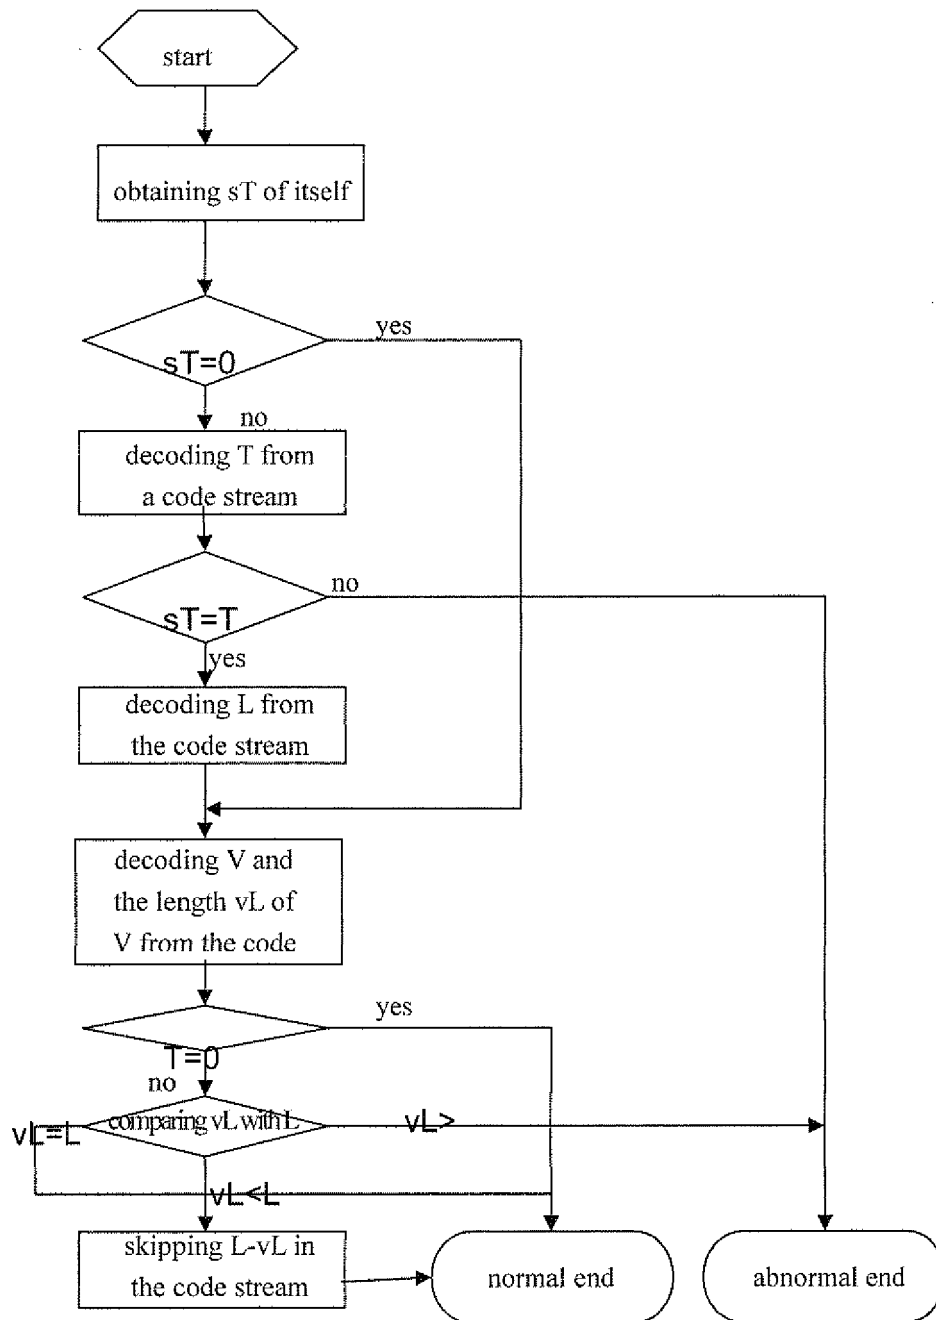 start
obtaining sT of itself
yes
sT=0
no
decoding T from
a code stream
no
sT=T
yes
decoding L from
the code stream
decoding V and
the length vL of
V from the code
yes
T=0
no
comparing vL with L
vL>
vL=L
vL<L
skipping L-vL in
the code stream
normal end
abnormal end